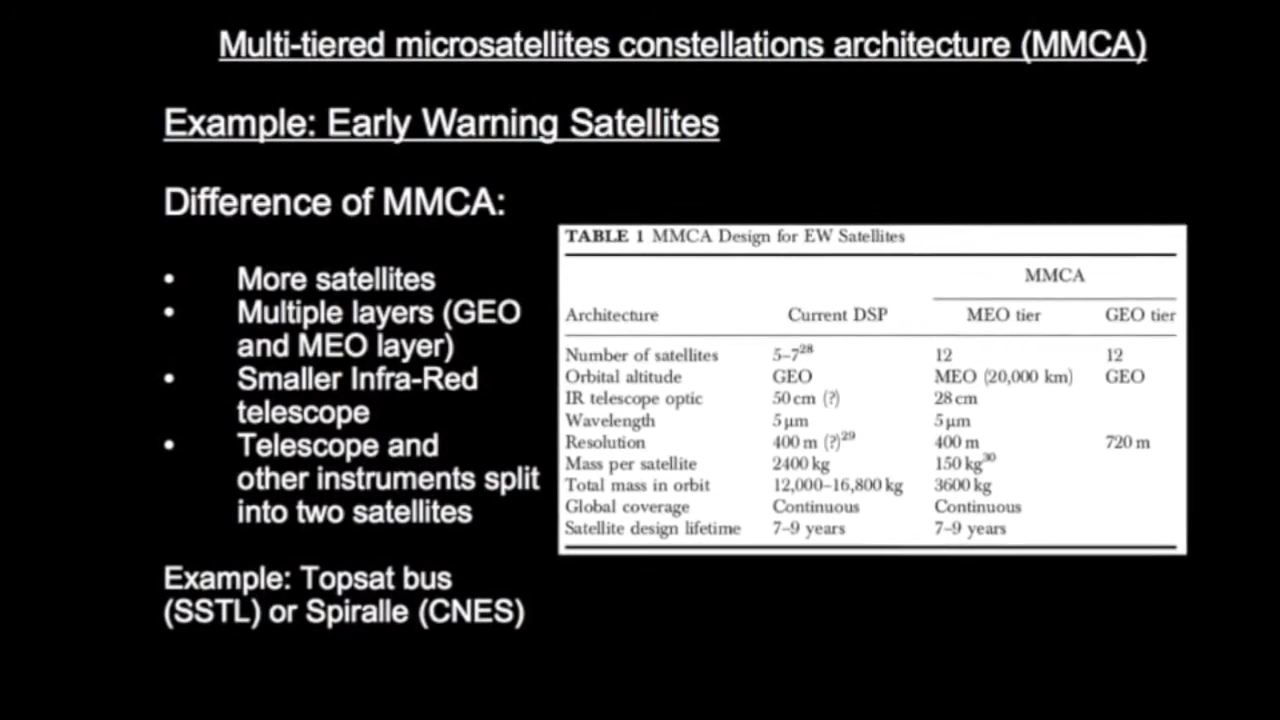 Multi-tiered microsatellites constellations architecture (MMCA)
Example: Early Warning Satellites
Difference of MMCA:
• More satellites
• Multiple layers (GEO
and MEO layer)
• Smaller Infra-Red
telescope
• Telescope and
other instruments split
into two satellites
Example: Topsat bus
(SSTL) or Spiralle (CNES)
TABLE 1 MMCA Design for EW Satellites
MMCA
Architecture Current DSP MEO tier GEO tier
Number of satellites 5–7²⁸ 12 12
Orbital altitude GEO MEO (20,000 km) GEO
IR telescope optic 50 cm (?) 28 cm
Wavelength 5 μm 5 μm
Resolution 400 m (?)²⁹ 400 m 720 m
Mass per satellite 2400 kg 150 kg³⁰
Total mass in orbit 12,000–16,800 kg 3600 kg
Global coverage Continuous Continuous
Satellite design lifetime 7–9 years 7–9 years